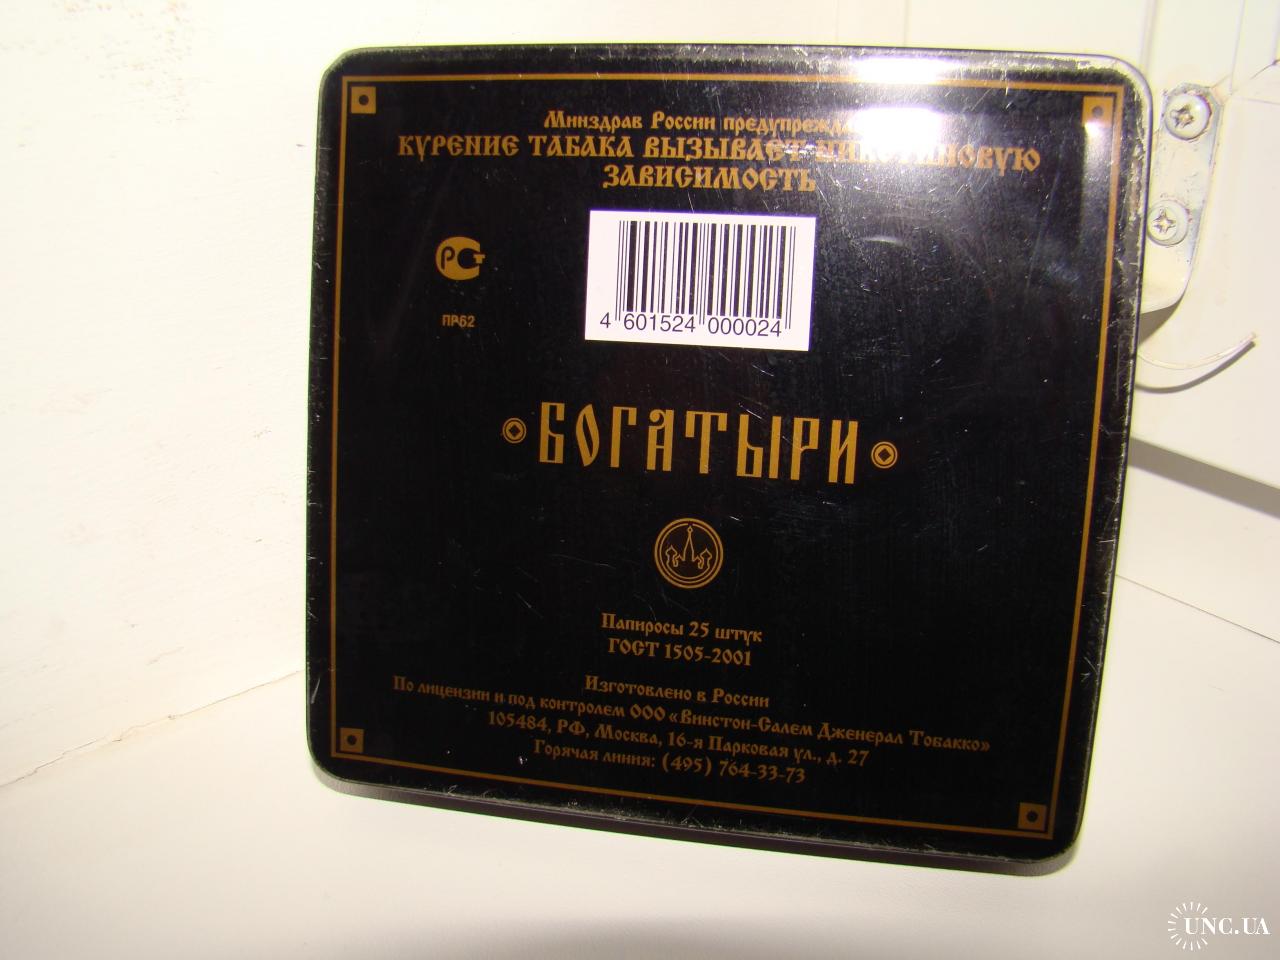 Минздрав России предупрежда
КУРЕНИЕ ТАБАКА ВЫЗЫВАЕТ НИКОТИНОВУЮ
ЗАВИСИМОСТЬ
РСТ
ПР62
4 601524 000024
БОГАТЫРИ
Папиросы 25 штук
ГОСТ 1505-2001
Изготовлено в России
По лицензии и под контролем ООО «Винстон-Салем Дженерал Тобакко»
105484, РФ, Москва, 16-я Парковая ул., д. 27
Горячая линия: (495) 764-33-73
UNC.UA